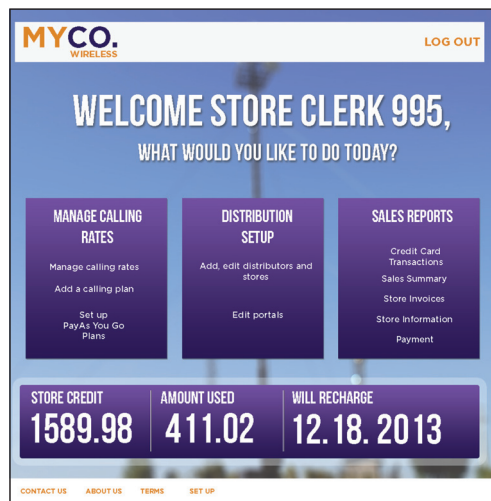 MYCO.
WIRELESS
LOG OUT
WELCOME STORE CLERK 995,
WHAT WOULD YOU LIKE TO DO TODAY?
MANAGE CALLING
RATES
Manage calling rates
Add a calling plan
Set up
PayAs You Go
Plans
DISTRIBUTION
SETUP
Add, edit distributors and
stores
Edit portals
SALES REPORTS
Credit Card
Transactions
Sales Summary
Store Invoices
Store Information
Payment
STORE CREDIT
1589.98
AMOUNT USED
411.02
WILL RECHARGE
12.18. 2013
CONTACT US ABOUT US TERMS SET UP